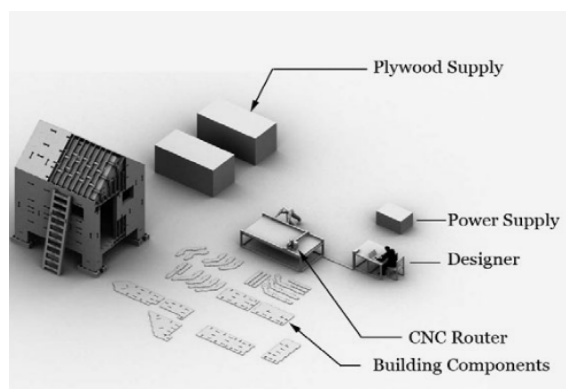 Plywood Supply
Power Supply
Designer
CNC Router
Building Components